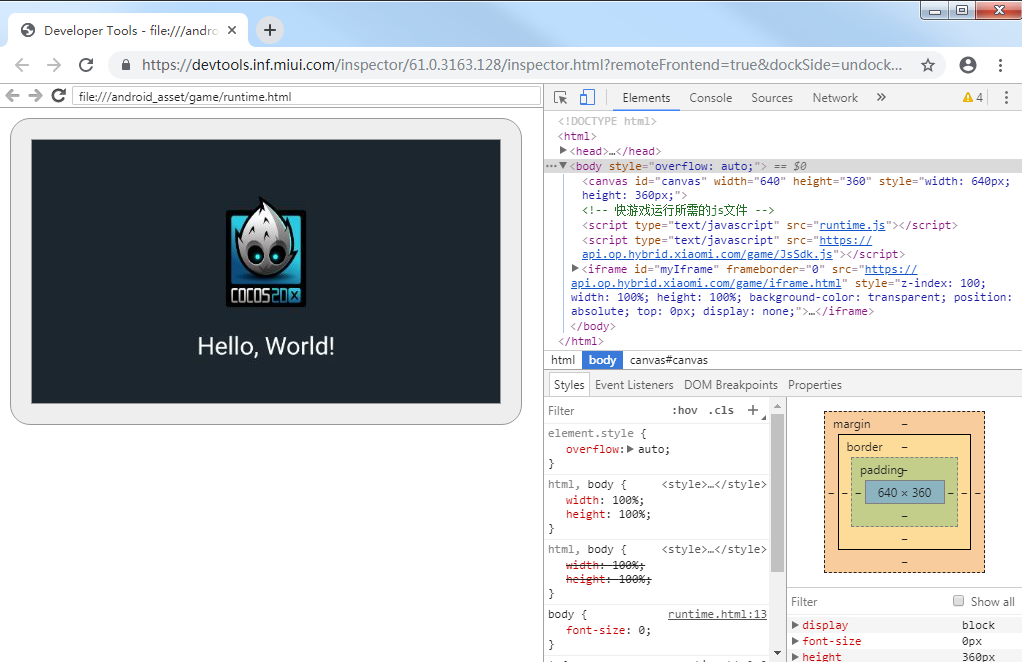 Developer Tools - file:///andro
https://devtools.inf.miui.com/inspector/61.0.3163.128/inspector.html?remoteFrontend=true&dockSide=undock...
file:///android_asset/game/runtime.html
COCOS2DX
Hello, World!
Elements Console Sources Network » 4
<!DOCTYPE html>
<html>
<head>…</head>
<body style="overflow: auto;"> == $0
<canvas id="canvas" width="640" height="360" style="width: 640px;
height: 360px;">
<!-- 快游戏运行所需的js文件 -->
<script type="text/javascript" src="runtime.js"></script>
<script type="text/javascript" src="https://
api.op.hybrid.xiaomi.com/game/JsSdk.js"></script>
<iframe id="myIframe" frameborder="0" src="https://
api.op.hybrid.xiaomi.com/game/iframe.html" style="z-index: 100;
width: 100%; height: 100%; background-color: transparent; position:
absolute; top: 0px; display: none;">…</iframe>
</body>
</html>
html body canvas#canvas
Styles Event Listeners DOM Breakpoints Properties
Filter :hov .cls +
element.style {
overflow: auto;
}
html, body { <style>…</style>
width: 100%;
height: 100%;
}
html, body { <style>…</style>
width: 100%;
height: 100%;
}
body { runtime.html:13
font-size: 0;
}
margin –
border –
padding –
– – – 640 × 360 – – –
–
–
–
Filter Show all
display block
font-size 0px
height 360px